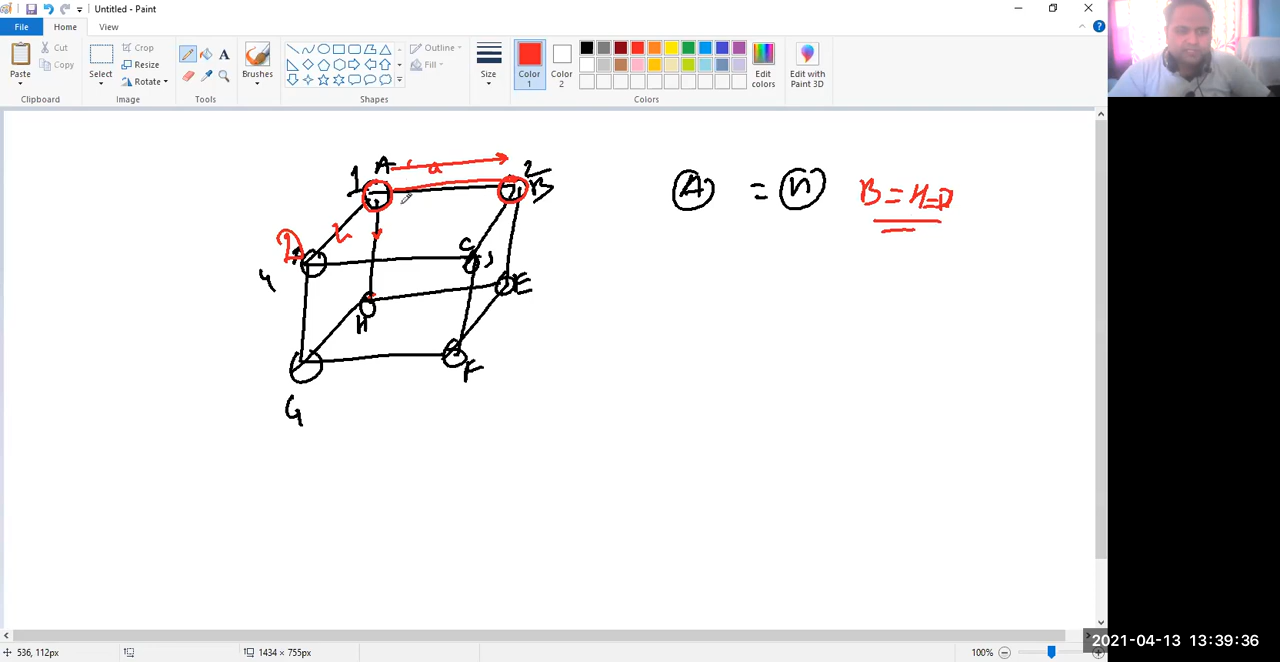 Untitled - Paint
File Home View
Paste
Cut
Copy
Clipboard
Select
Crop
Resize
Rotate
Image
A
Tools
Brushes
Outline
Fill
Shapes
Size
Color 1
Color 2
Edit colors
Colors
Edit with Paint 3D
A
1
a
2
B
C
E
H
F
G
4
A = n
B = H = D
536, 112px
1434 × 755px
100%
2021-04-13 13:39:36